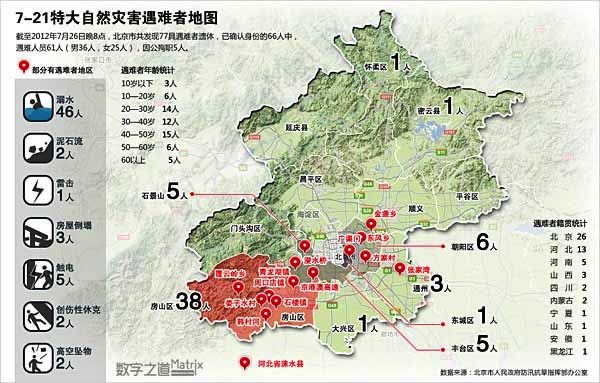 7-21特大自然灾害遇难者地图
截至2012年7月26日晚8点，北京市共发现77具遇难者遗体，已确认身份的66人中，
遇难人员61人（男36人，女25人），因公殉职5人。
部分有遇难者地区
溺水
46人
泥石流
2人
雷击
1人
房屋倒塌
3人
触电
5人
创伤性休克
2人
高空坠物
2人
遇难者年龄统计
10岁以下 3人
10—20岁 6人
20—30岁 14人
30—40岁 12人
40—50岁 15人
50—60岁 6人
60以上 5人
怀柔区
1人
密云县
1人
延庆县
昌平区
平谷区
顺义
石景山
5人
海淀区
门头沟区
金盏乡
广渠门
东风乡
朝阳区
6人
方家村
张家湾
通州
3人
霞云岭乡
青龙湖镇
周口店镇
京港澳高速
娄子水村
石楼镇
韩村河
房山区
38人
房山区
大兴区
1人
东城区
1人
丰台区
5人
河北省涞水县
遇难者籍贯统计
北京 26
河北 13
河南 5
山西 3
四川 2
内蒙古 2
宁夏 1
山东 1
安徽 1
黑龙江 1
数字之道 Matrix
数据来源：北京市人民政府防汛抗旱指挥部办公室